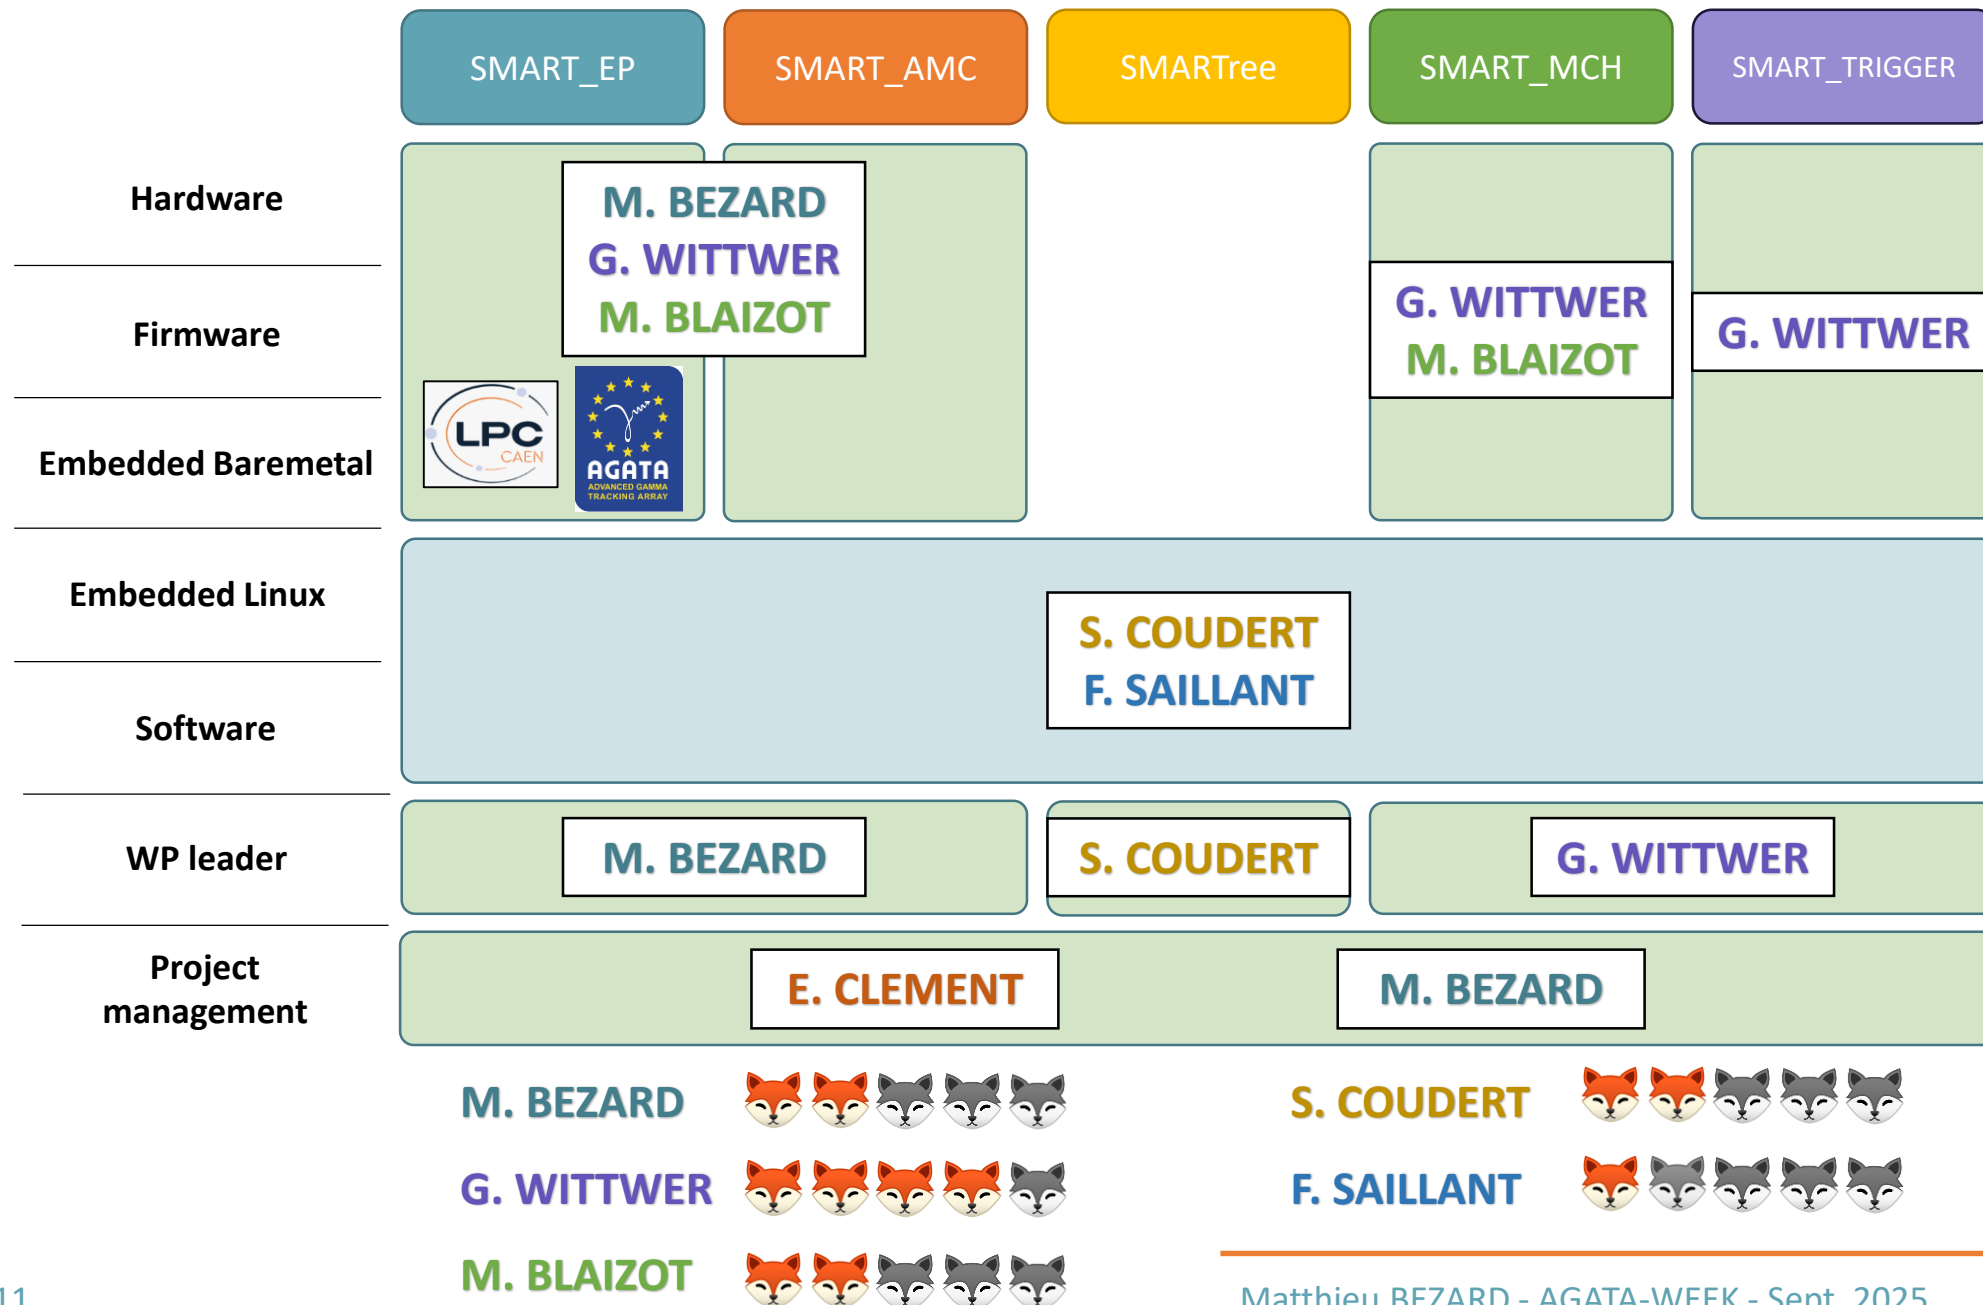 SMART_EP
SMART_AMC
SMARTree
SMART_MCH
SMART_TRIGGER
Hardware
Firmware
Embedded Baremetal
Embedded Linux
Software
WP leader
Project
management
M. BEZARD
G. WITTWER
M. BLAIZOT
LPC
CAEN
AGATA
ADVANCED GAMMA
TRACKING ARRAY
G. WITTWER
M. BLAIZOT
G. WITTWER
S. COUDERT
F. SAILLANT
M. BEZARD
S. COUDERT
G. WITTWER
E. CLEMENT
M. BEZARD
M. BEZARD
G. WITTWER
M. BLAIZOT
S. COUDERT
F. SAILLANT
11
Matthieu BEZARD - AGATA-WEEK - Sept. 2025